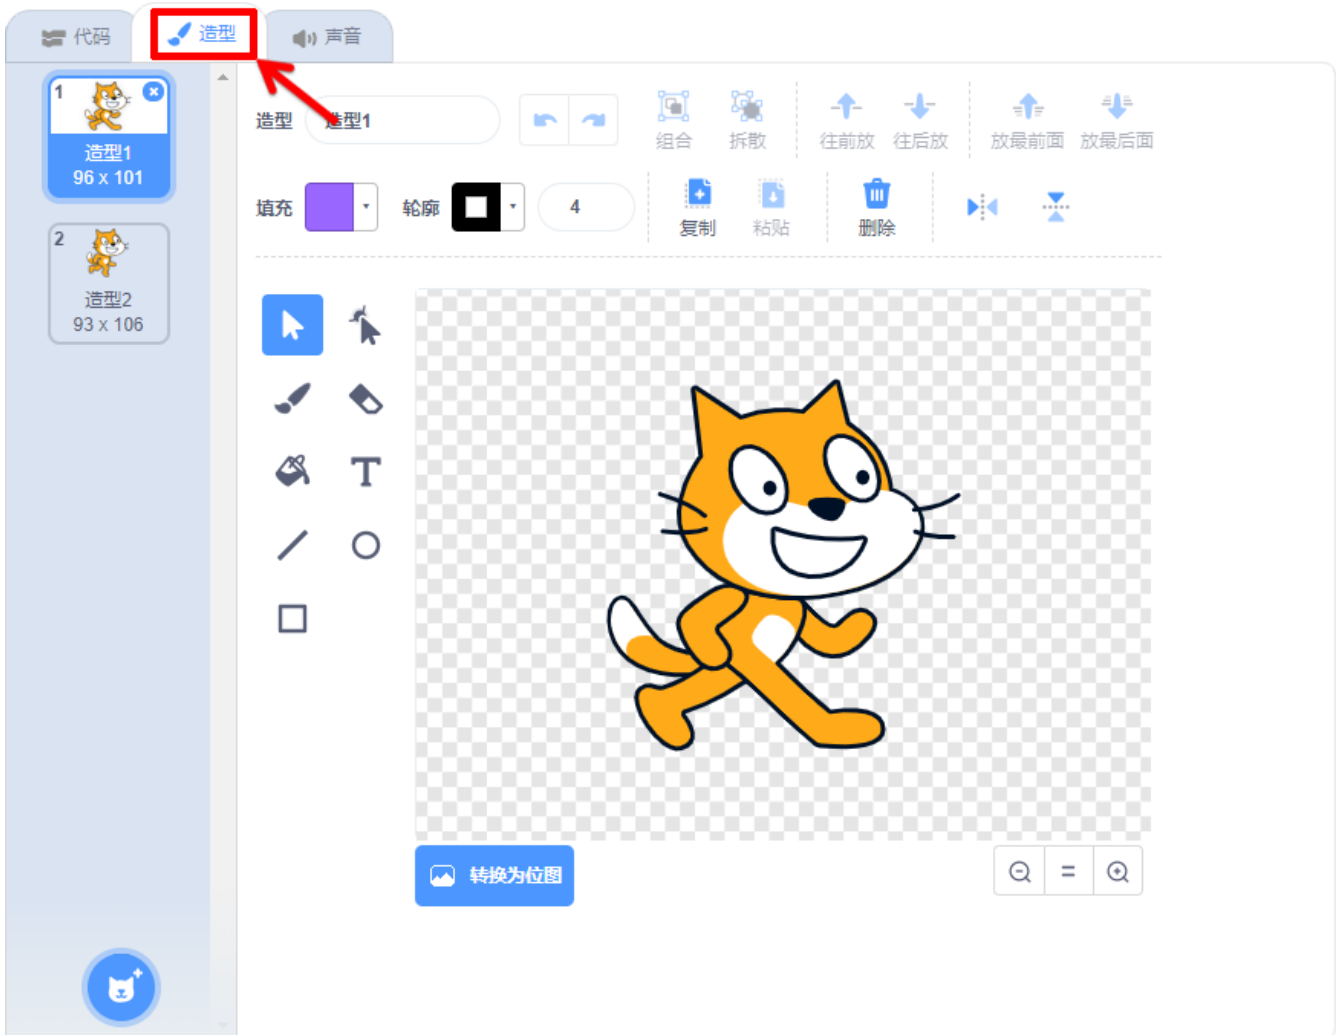 代码
造型
声音
1
造型1
96 x 101
2
造型2
93 x 106
造型
造型1
组合
拆散
往前放
往后放
放最前面
放最后面
填充
轮廓
4
复制
粘贴
删除
T
转换为位图